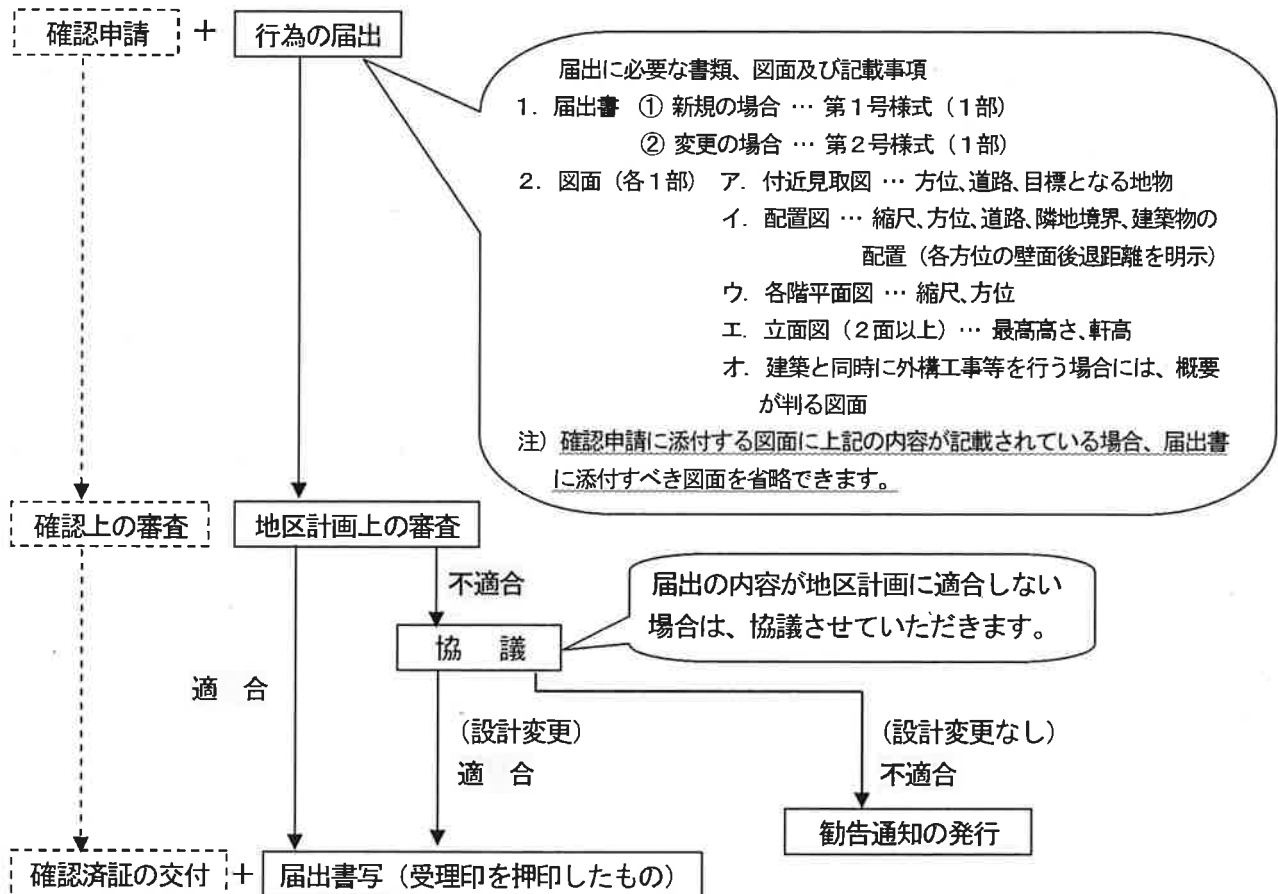 確認申請 + 行為の届出
届出に必要な書類、図面及び記載事項
1. 届出書 ① 新規の場合 … 第1号様式(1部)
② 変更の場合 … 第2号様式(1部)
2. 図面(各1部) ア. 付近見取図 … 方位、道路、目標となる地物
イ. 配置図 … 縮尺、方位、道路、隣地境界、建築物の
配置(各方位の壁面後退距離を明示)
ウ. 各階平面図 … 縮尺、方位
エ. 立面図(2面以上)… 最高高さ、軒高
オ. 建築と同時に外構工事等を行う場合には、概要
が判る図面
注) 確認申請に添付する図面に上記の内容が記載されている場合、届出書
に添付すべき図面を省略できます。
確認上の審査 地区計画上の審査
不適合
届出の内容が地区計画に適合しない
場合は、協議させていただきます。
協 議
適 合
(設計変更)
適 合
(設計変更なし)
不適合
勧告通知の発行
確認済証の交付 + 届出書写(受理印を押印したもの)